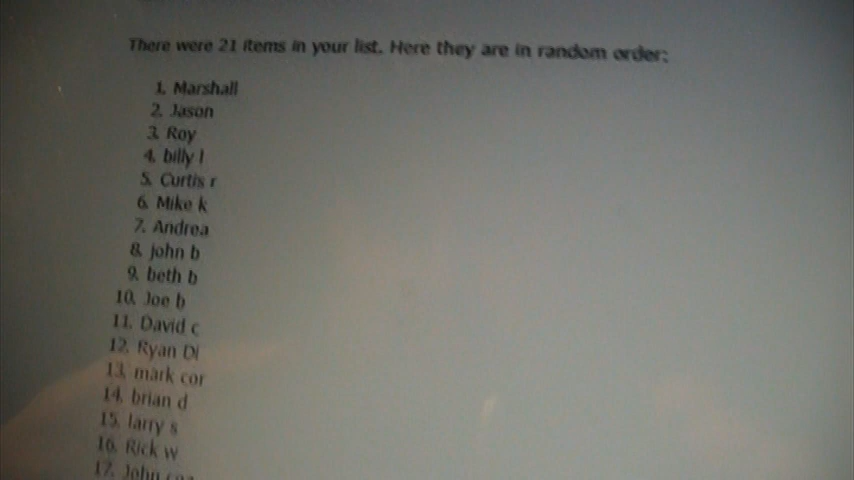 There were 21 items in your list. Here they are in random order:
1. Marshall
2. Jason
3. Roy
4. billy l
5. Curtis r
6. Mike k
7. Andrea
8. john b
9. beth b
10. Joe b
11. David c
12. Ryan Di
13. mark cor
14. brian d
15. larry s
16. Rick w
17. John